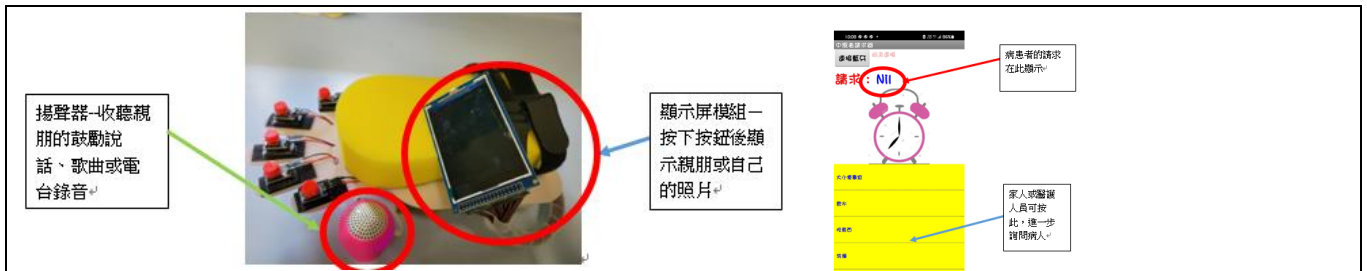 揚聲器--收聽親
朋的鼓勵說
話、歌曲或電
台錄音
顯示屏模組－
按下按鈕後顯
示親朋或自己
的照片
請求：Nil
病患者的請求
在此顯示
飲水
家人或醫護
人員可按
此，進一步
詢問病人